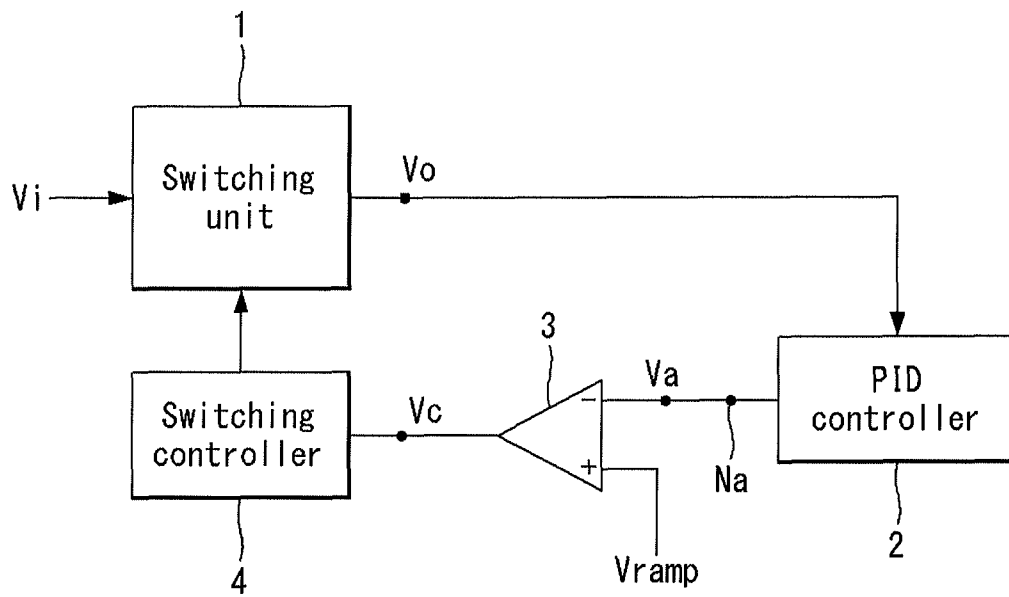 1
Vi
Switching
unit
Vo
3
Va
PID
controller
Switching
controller
Vc
-
+
Na
2
Vramp
4